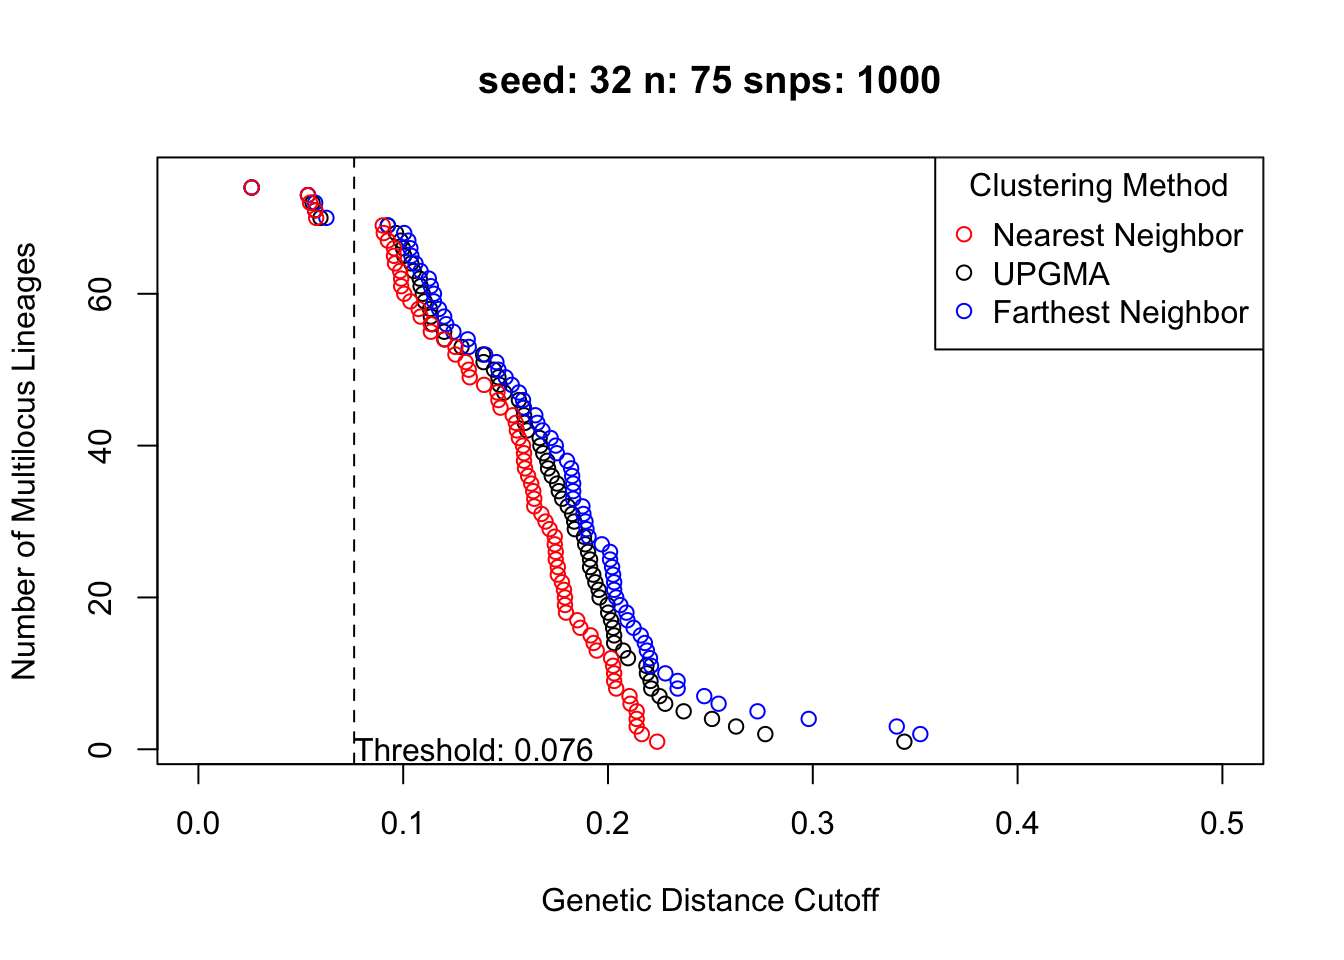 seed: 32 n: 75 snps: 1000
Clustering Method
Nearest Neighbor
UPGMA
Farthest Neighbor
Number of Multilocus Lineages
60
40
20
0
Threshold: 0.076
0.0 0.1 0.2 0.3 0.4 0.5
Genetic Distance Cutoff